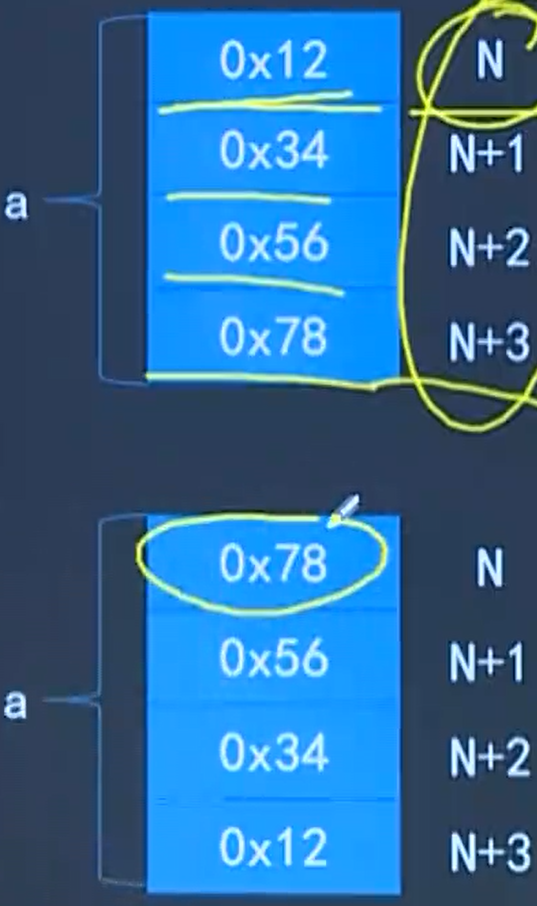 0x12 N
0x34 N+1
a
0x56 N+2
0x78 N+3
0x78 N
0x56 N+1
a
0x34 N+2
0x12 N+3